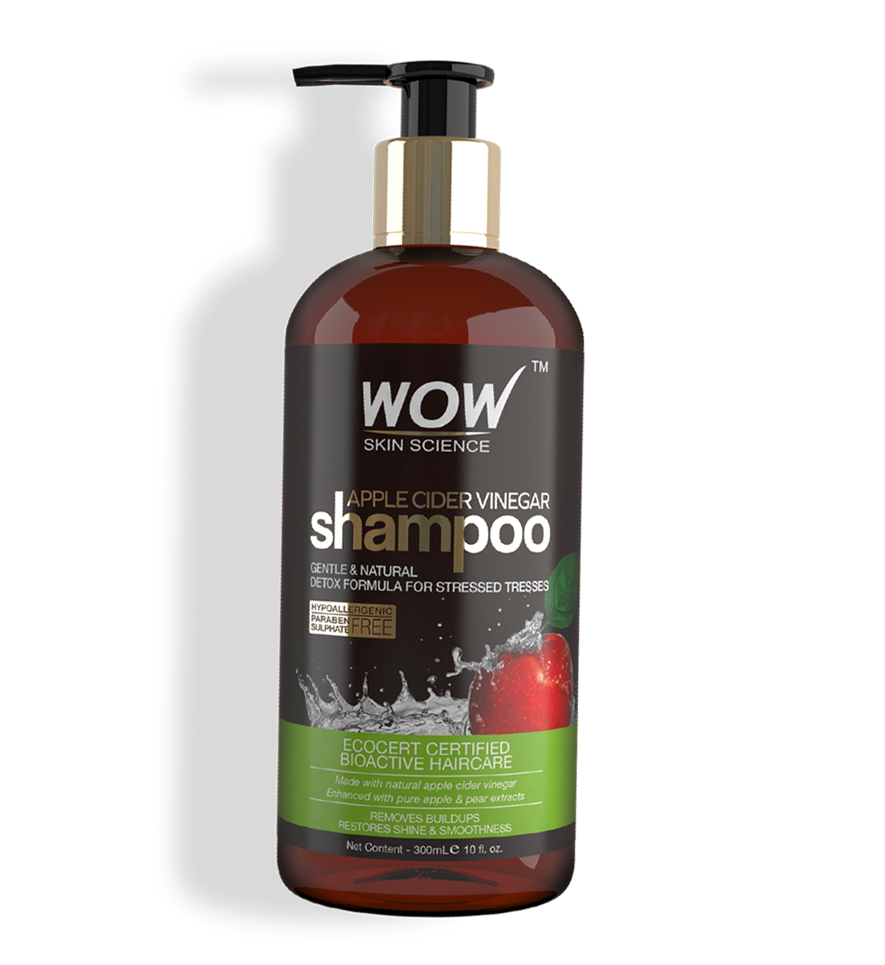 WOW™
SKIN SCIENCE
APPLE CIDER VINEGAR
shampoo
GENTLE & NATURAL
DETOX FORMULA FOR STRESSED TRESSES
HYPOALLERGENIC
PARABEN
SULPHATE FREE
ECOCERT CERTIFIED
BIOACTIVE HAIRCARE
Made with natural apple cider vinegar
Enhanced with pure apple & pear extracts
REMOVES BUILDUPS
RESTORES SHINE & SMOOTHNESS
Net Content - 300mL℮ 10 fl. oz.